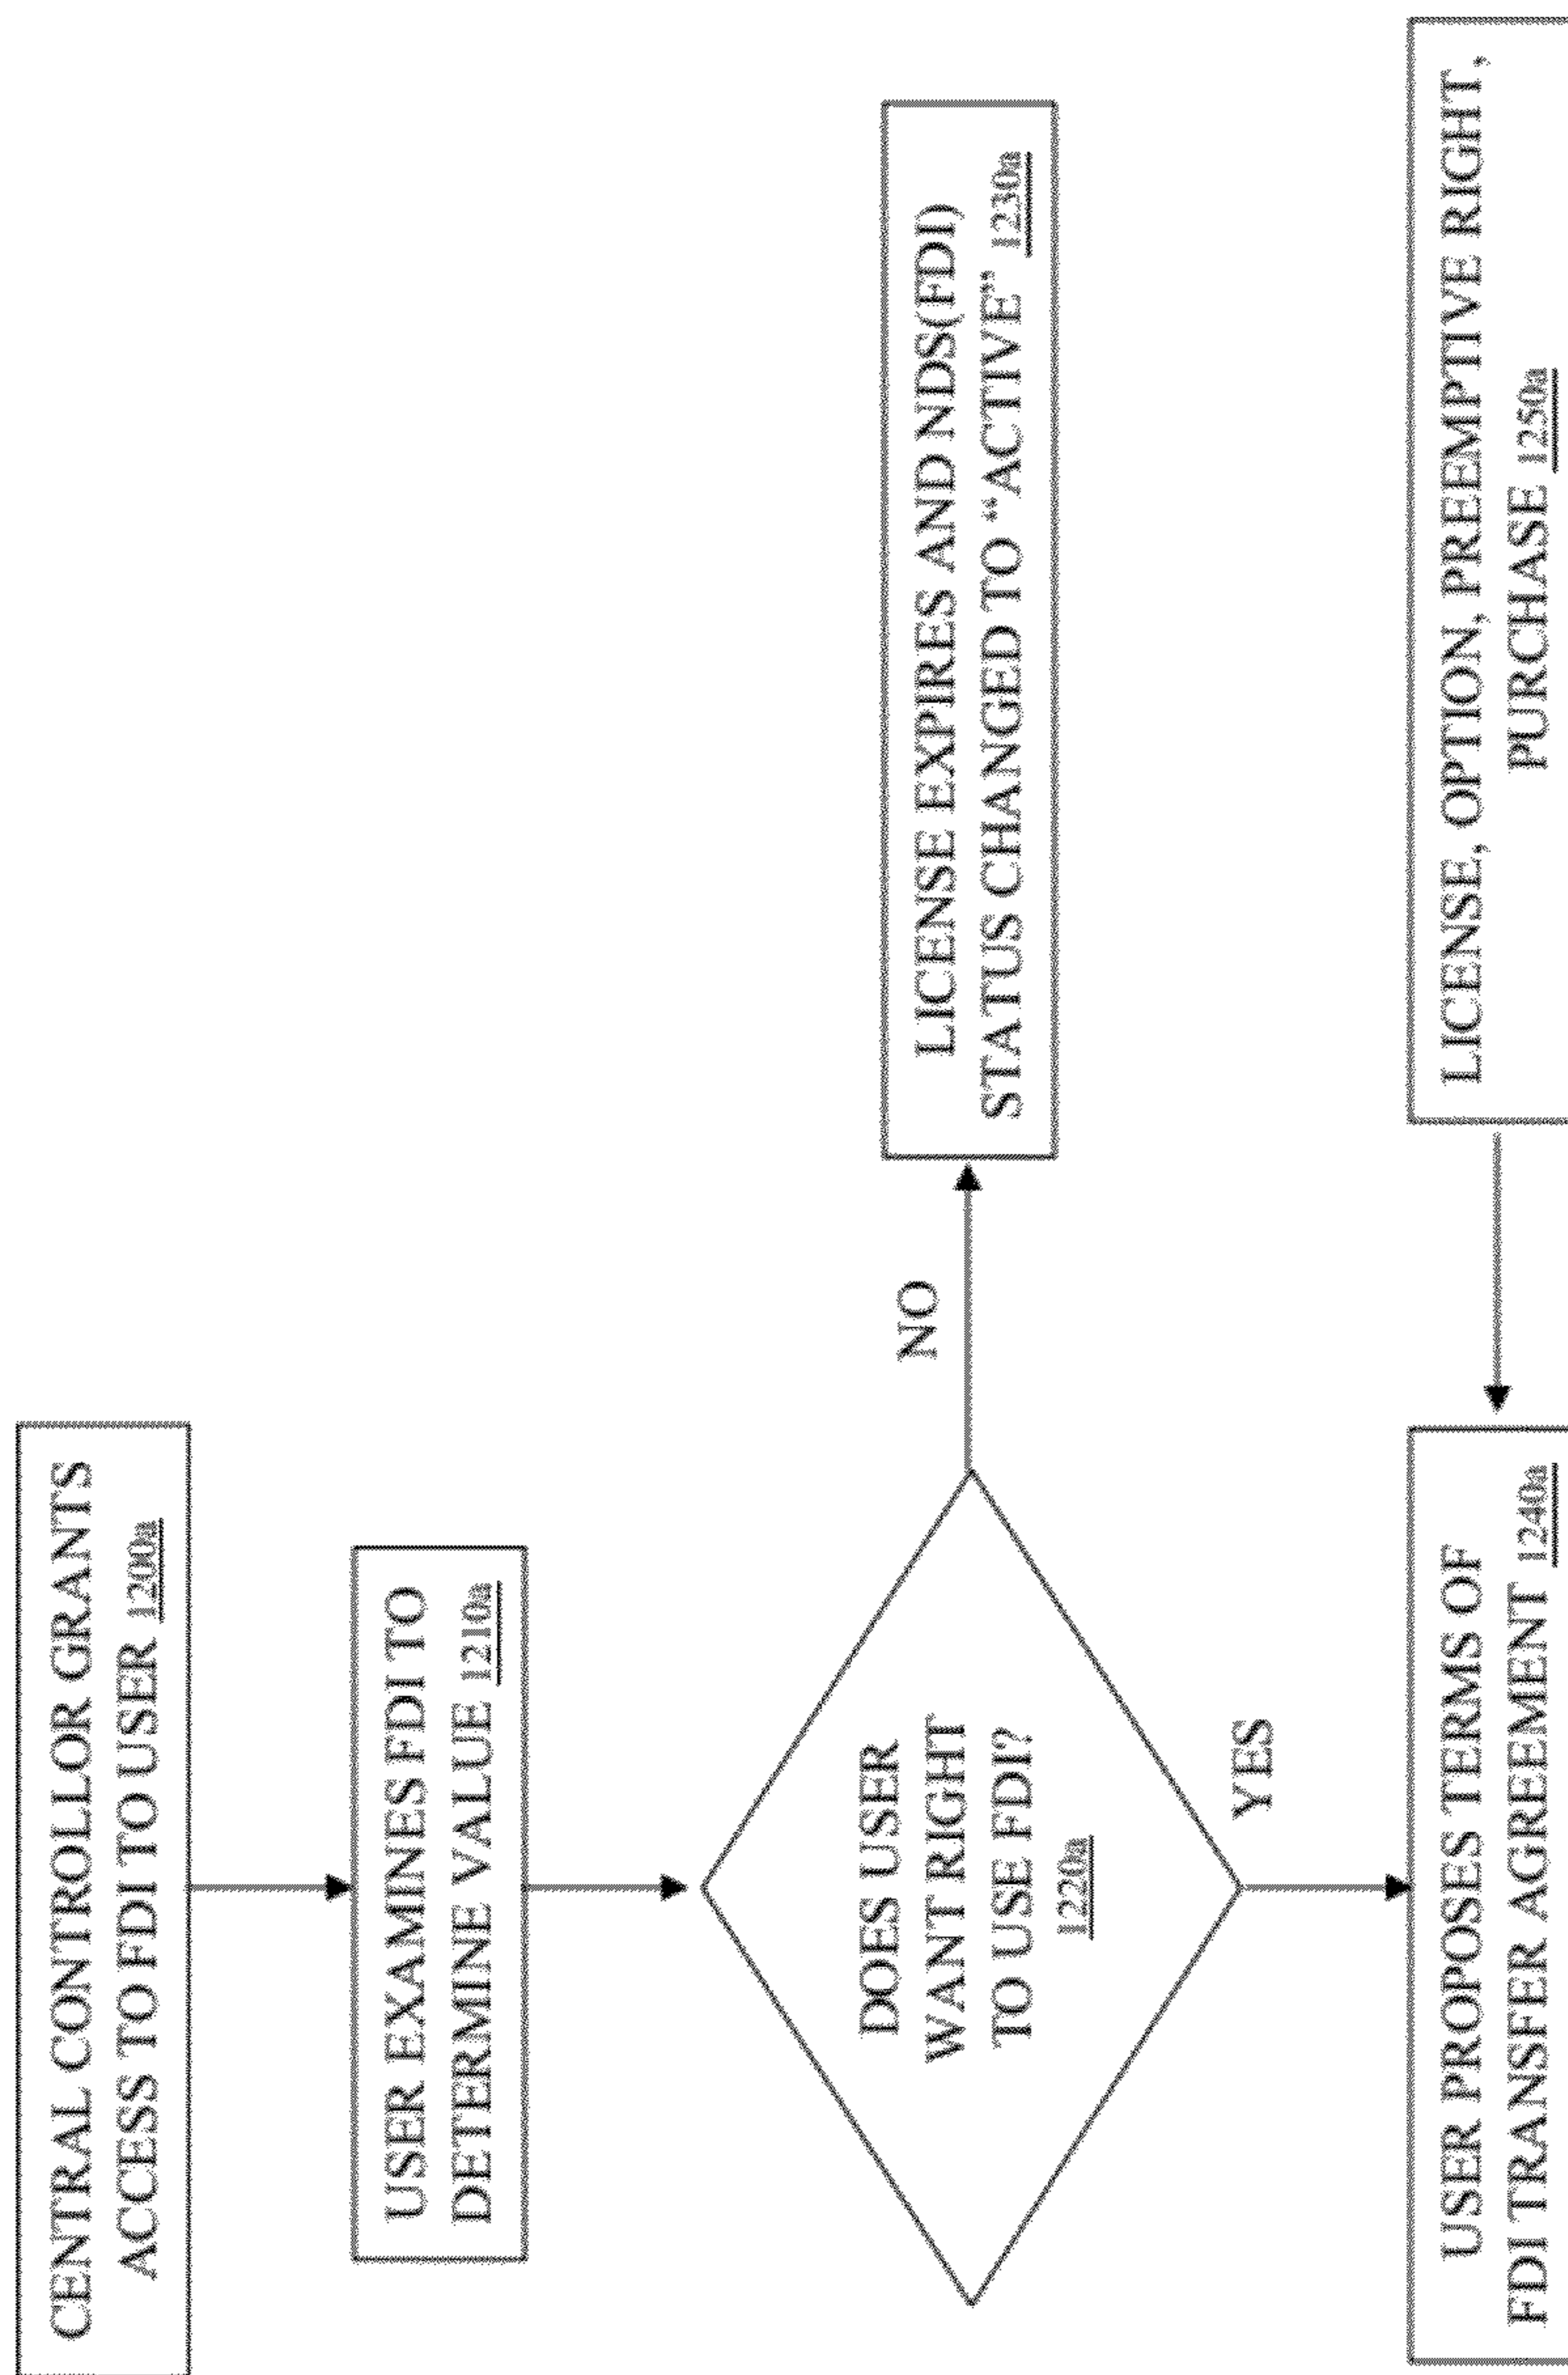 CENTRAL CONTROLLOR GRANTS
ACCESS TO FDI TO USER 1200a
USER EXAMINES FDI TO
DETERMINE VALUE 1210a
DOES USER
WANT RIGHT
TO USE FDI?
1220a
NO
LICENSE EXPIRES AND NDS(FDI)
STATUS CHANGED TO “ACTIVE” 1230a
YES
USER PROPOSES TERMS OF
FDI TRANSFER AGREEMENT 1240a
LICENSE, OPTION, PREEMPTIVE RIGHT,
PURCHASE 1250a